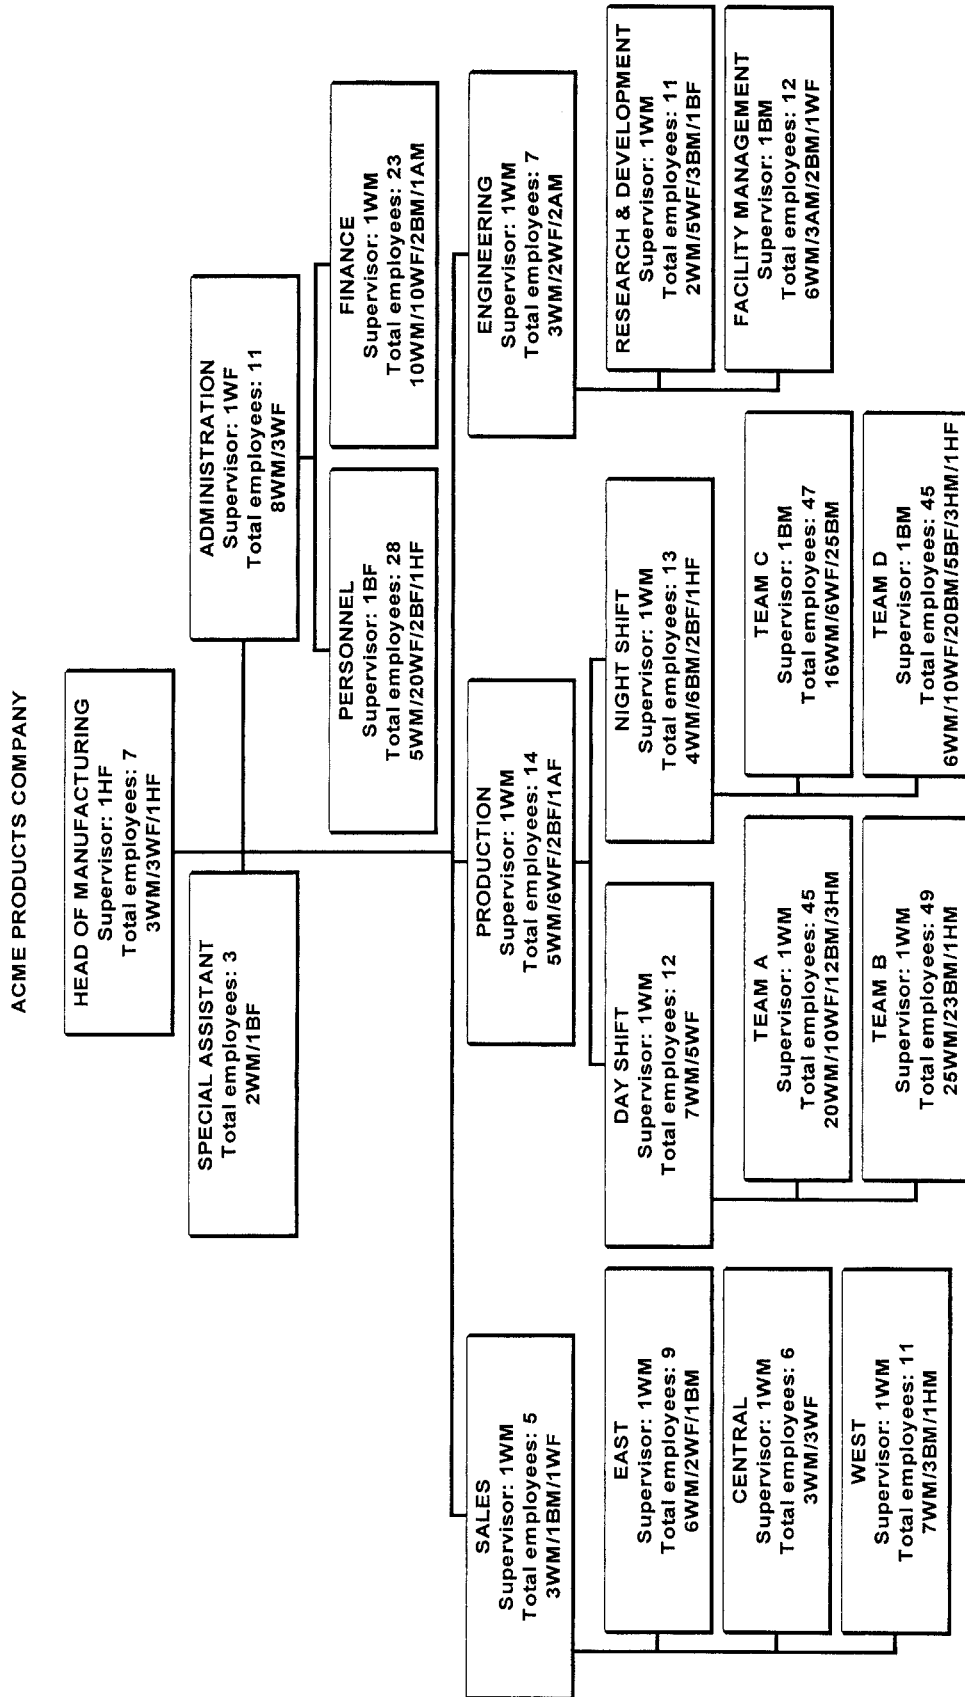 ACME PRODUCTS COMPANY
HEAD OF MANUFACTURING
Supervisor: 1HF
Total employees: 7
3WM/3WF/1HF
SPECIAL ASSISTANT
Total employees: 3
2WM/1BF
ADMINISTRATION
Supervisor: 1WF
Total employees: 11
8WM/3WF
PERSONNEL
Supervisor: 1BF
Total employees: 28
5WM/20WF/2BF/1HF
FINANCE
Supervisor: 1WM
Total employees: 23
10WM/10WF/2BM/1AM
SALES
Supervisor: 1WM
Total employees: 5
3WM/1BM/1WF
EAST
Supervisor: 1WM
Total employees: 9
6WM/2WF/1BM
CENTRAL
Supervisor: 1WM
Total employees: 6
3WM/3WF
WEST
Supervisor: 1WM
Total employees: 11
7WM/3BM/1HM
PRODUCTION
Supervisor: 1WM
Total employees: 14
5WM/6WF/2BF/1AF
DAY SHIFT
Supervisor: 1WM
Total employees: 12
7WM/5WF
TEAM A
Supervisor: 1WM
Total employees: 45
20WM/10WF/12BM/3HM
TEAM B
Supervisor: 1WM
Total employees: 49
25WM/23BM/1HM
NIGHT SHIFT
Supervisor: 1WM
Total employees: 13
4WM/6BM/2BF/1HF
TEAM C
Supervisor: 1BM
Total employees: 47
16WM/6WF/25BM
TEAM D
Supervisor: 1BM
Total employees: 45
6WM/10WF/20BM/5BF/3HM/1HF
ENGINEERING
Supervisor: 1WM
Total employees: 7
3WM/2WF/2AM
RESEARCH & DEVELOPMENT
Supervisor: 1WM
Total employees: 11
2WM/5WF/3BM/1BF
FACILITY MANAGEMENT
Supervisor: 1BM
Total employees: 12
6WM/3AM/2BM/1WF